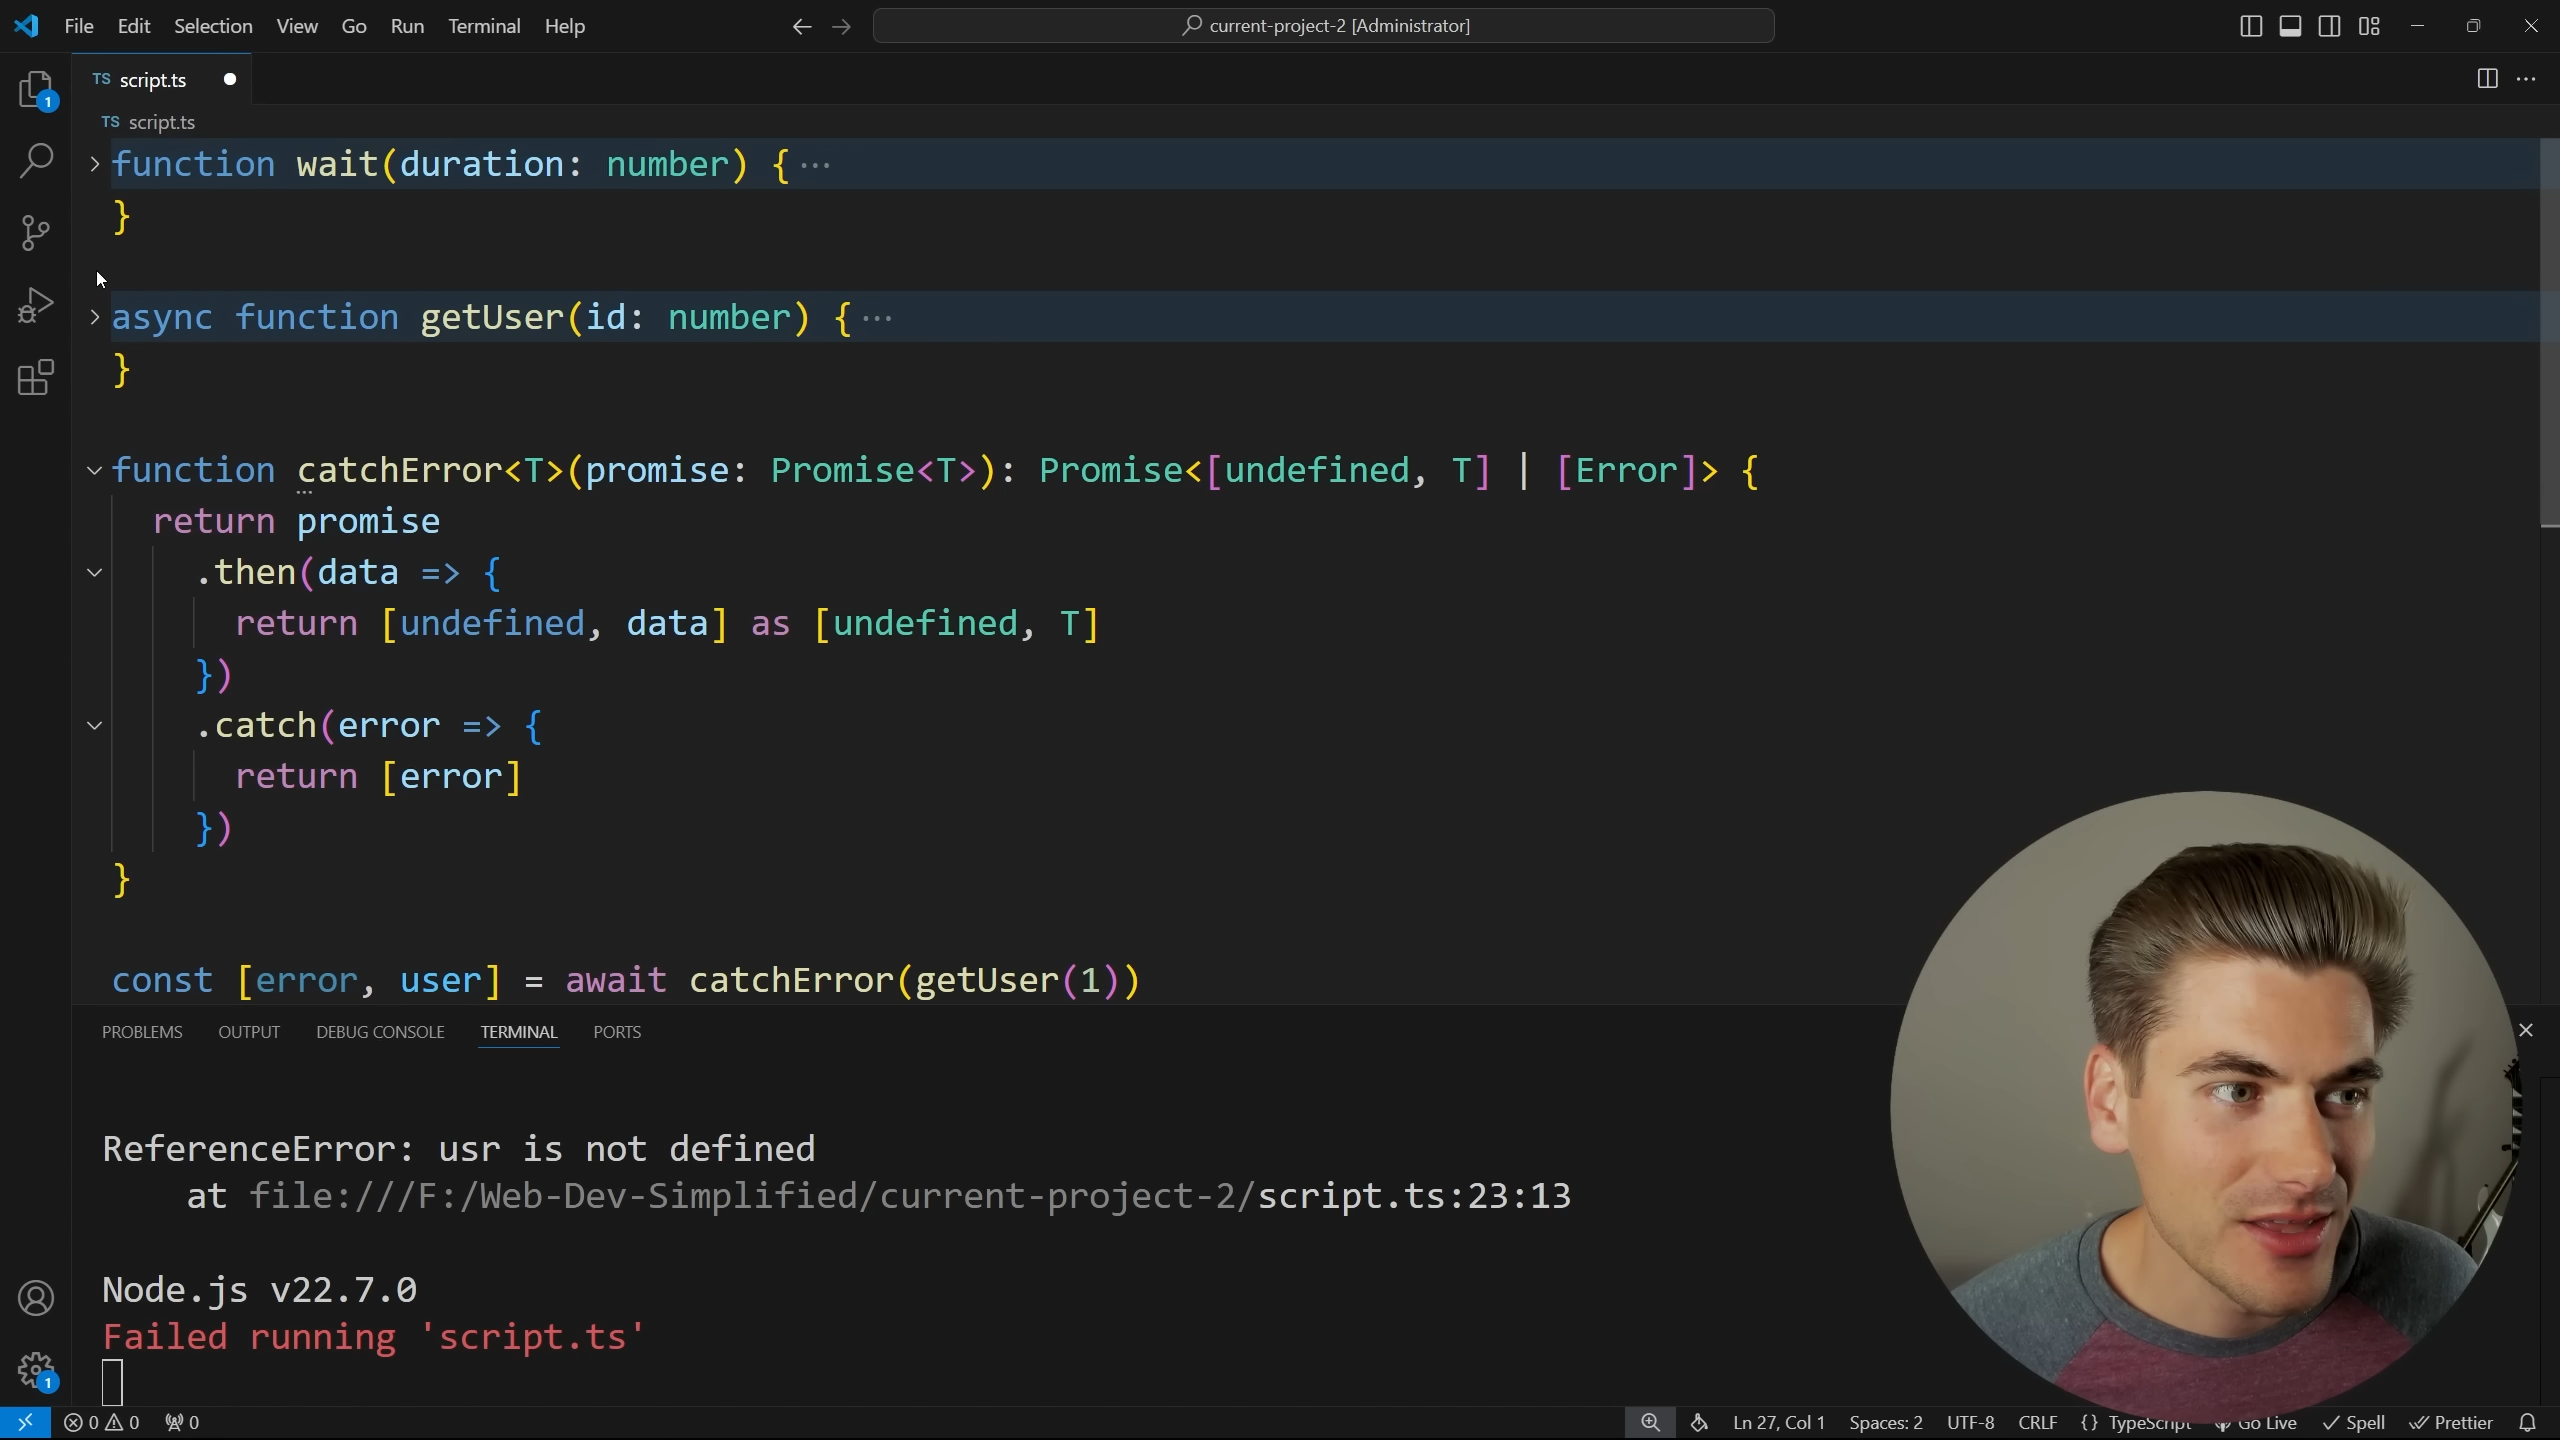 File Edit Selection View Go Run Terminal Help
current-project-2 [Administrator]
TS script.ts
1
TS script.ts
function wait(duration: number) {···
}
async function getUser(id: number) {···
}
function catchError<T>(promise: Promise<T>): Promise<[undefined, T] | [Error]> {
return promise
.then(data => {
return [undefined, data] as [undefined, T]
})
.catch(error => {
return [error]
})
}
const [error, user] = await catchError(getUser(1))
PROBLEMS OUTPUT DEBUG CONSOLE TERMINAL PORTS
ReferenceError: usr is not defined
at file:///F:/Web-Dev-Simplified/current-project-2/script.ts:23:13
Node.js v22.7.0
Failed running 'script.ts'
1
0 0 0 Ln 27, Col 1 Spaces: 2 UTF-8 CRLF {} TypeScript Go Live Spell Prettier